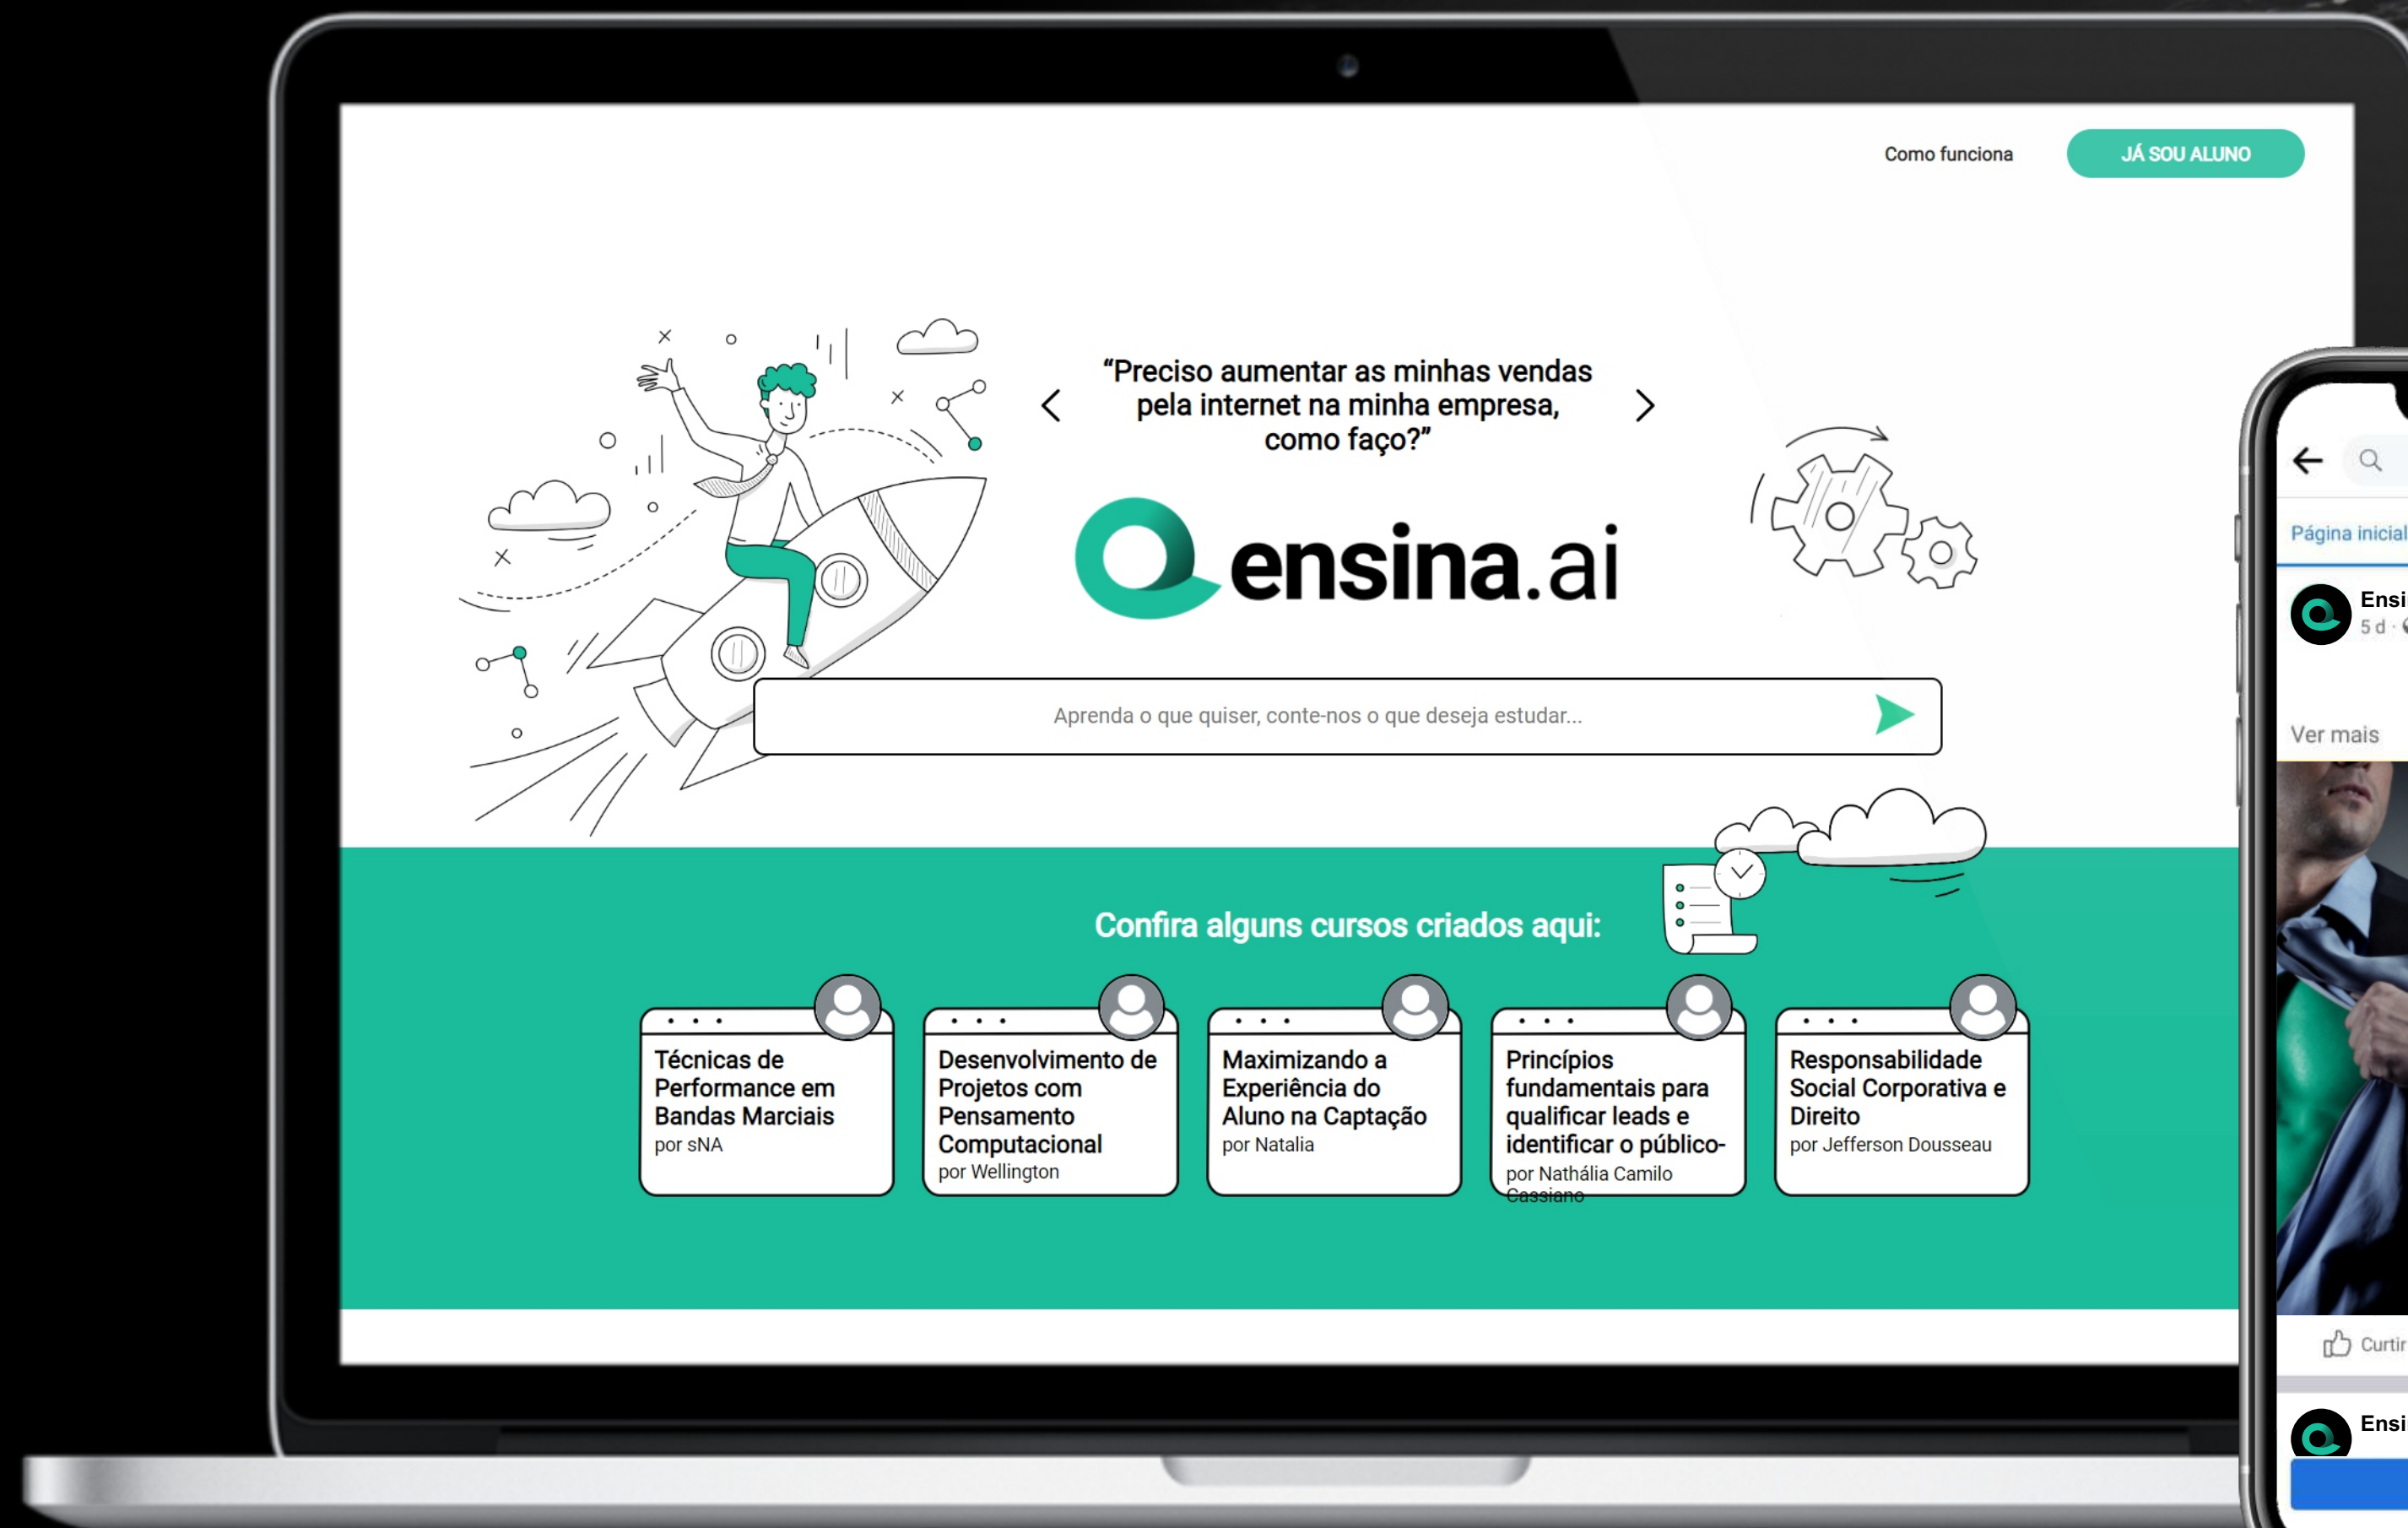 Como funciona
JÁ SOU ALUNO
“Preciso aumentar as minhas vendas
pela internet na minha empresa,
como faço?”
ensina.ai
Aprenda o que quiser, conte-nos o que deseja estudar...
Confira alguns cursos criados aqui:
Técnicas de
Performance em
Bandas Marciais
por sNA
Desenvolvimento de
Projetos com
Pensamento
Computacional
por Wellington
Maximizando a
Experiência do
Aluno na Captação
por Natalia
Princípios
fundamentais para
qualificar leads e
identificar o público-
por Nathália Camilo
Cassiano
Responsabilidade
Social Corporativa e
Direito
por Jefferson Dousseau
Página inicial
Ensi
5 d ·
Ver mais
Curtir
Ensi